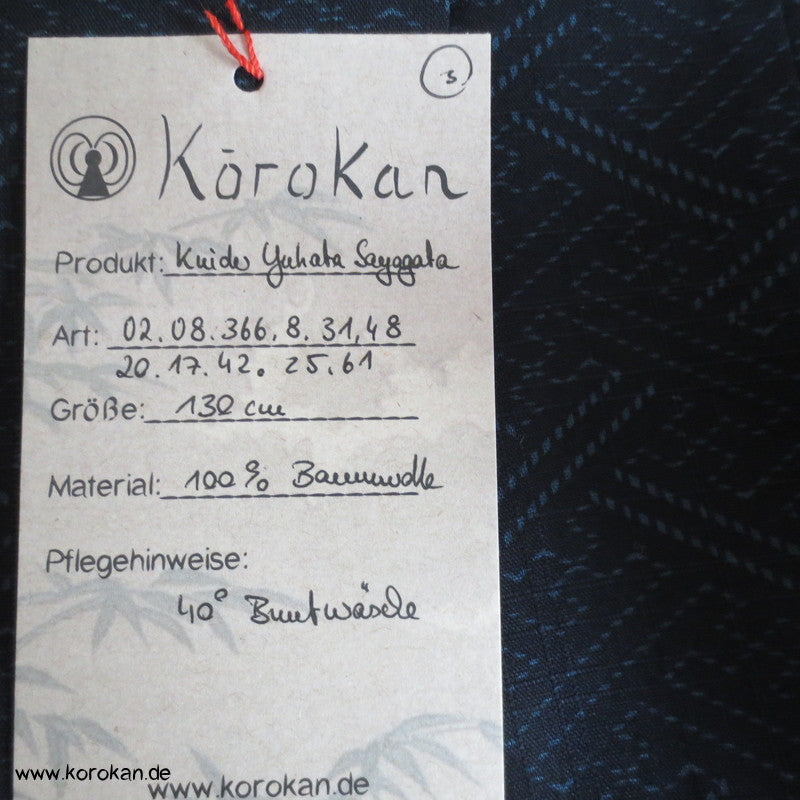 3
Kōrokan
Produkt: Kuider Yukata Sayagata
Art: 02.08.366.8.31,48
20.17.42.25.61
Größe: 130 cm
Material: 100% Baumwolle
Pflegehinweise:
40° Buntwäsche
www.korokan.de
www.korokan.de